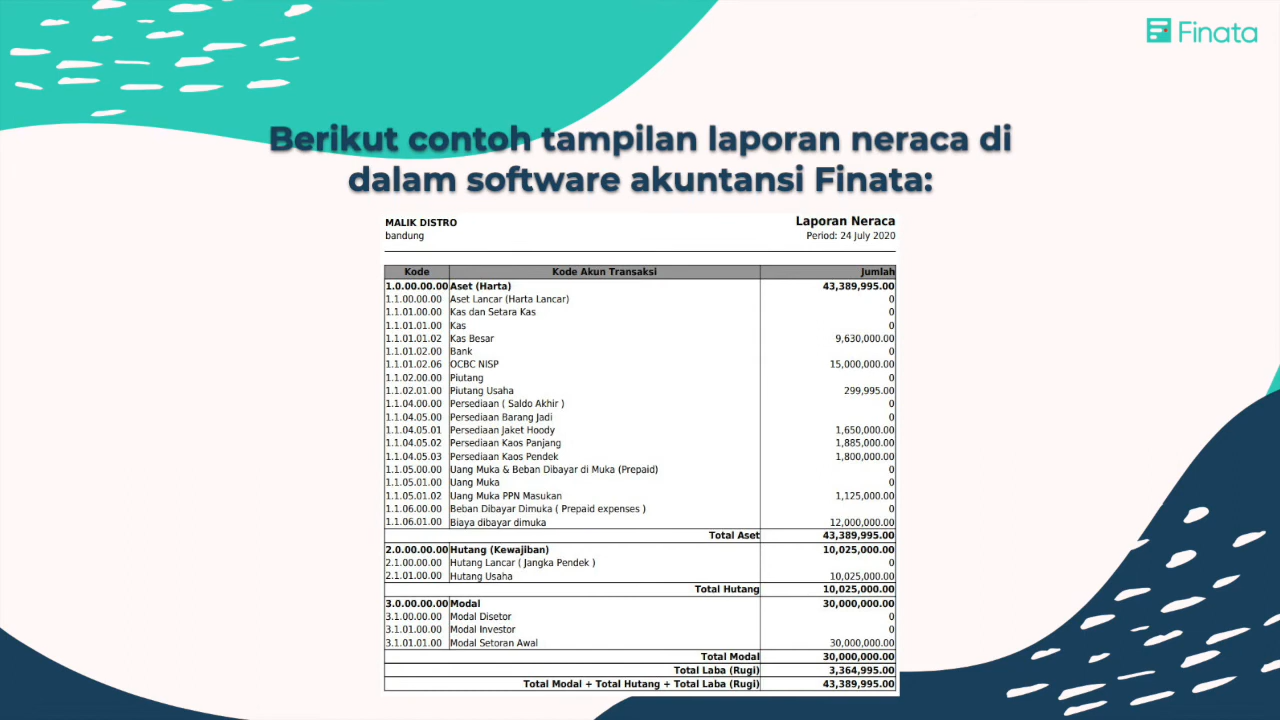 Finata
Berikut contoh tampilan laporan neraca di
dalam software akuntansi Finata:
MALIK DISTRO Laporan Neraca
bandung Period: 24 July 2020
Kode Kode Akun Transaksi Jumlah
1.0.00.00.00 Aset (Harta) 43,389,995.00
1.1.00.00.00 Aset Lancar (Harta Lancar) 0
1.1.01.00.00 Kas dan Setara Kas 0
1.1.01.01.00 Kas 0
1.1.01.01.02 Kas Besar 9,630,000.00
1.1.01.02.00 Bank 0
1.1.01.02.06 OCBC NISP 15,000,000.00
1.1.02.00.00 Piutang 0
1.1.02.01.00 Piutang Usaha 299,995.00
1.1.04.00.00 Persediaan ( Saldo Akhir ) 0
1.1.04.05.00 Persediaan Barang Jadi 0
1.1.04.05.01 Persediaan Jaket Hoody 1,650,000.00
1.1.04.05.02 Persediaan Kaos Panjang 1,885,000.00
1.1.04.05.03 Persediaan Kaos Pendek 1,800,000.00
1.1.05.00.00 Uang Muka & Beban Dibayar di Muka (Prepaid) 0
1.1.05.01.00 Uang Muka 0
1.1.05.01.02 Uang Muka PPN Masukan 1,125,000.00
1.1.06.00.00 Beban Dibayar Dimuka ( Prepaid expenses ) 0
1.1.06.01.00 Biaya dibayar dimuka 12,000,000.00
Total Aset 43,389,995.00
2.0.00.00.00 Hutang (Kewajiban) 10,025,000.00
2.1.00.00.00 Hutang Lancar ( Jangka Pendek ) 0
2.1.01.00.00 Hutang Usaha 10,025,000.00
Total Hutang 10,025,000.00
3.0.00.00.00 Modal 30,000,000.00
3.1.00.00.00 Modal Disetor 0
3.1.01.00.00 Modal Investor 0
3.1.01.01.00 Modal Setoran Awal 30,000,000.00
Total Modal 30,000,000.00
Total Laba (Rugi) 3,364,995.00
Total Modal + Total Hutang + Total Laba (Rugi) 43,389,995.00